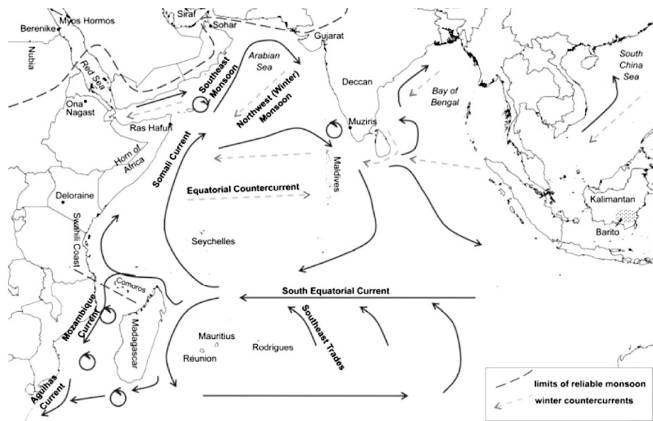 Myos Hormos
Berenike
Siraf
Sohar
Gujarat
Nubia
Red Sea
Arabian
Sea
South
China
Sea
Southeast
Monsoon
Deccan
Northwest (Winter)
Monsoon
Bay of
Bengal
Ona
Nagast
Ras Hafun
Muziris
Horn of
Africa
Somali Current
Maldives
Deloraine
Equatorial Countercurrent
Kalimantan
Barito
Swahili Coast
Seychelles
Comoros
South Equatorial Current
Mozambique
Current
Madagascar
Mauritius
Réunion
Rodrigues
Southeast Trades
Agulhas
Current
limits of reliable monsoon
winter countercurrents